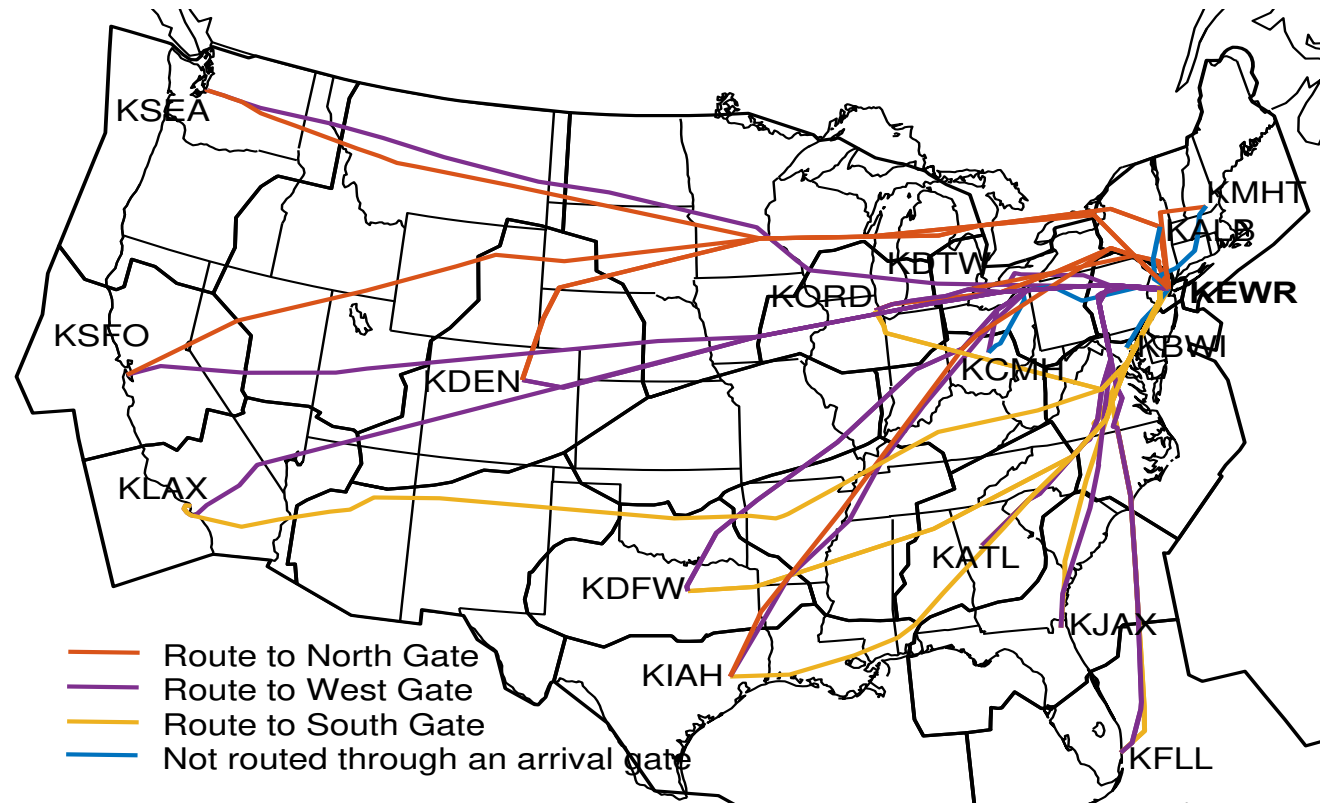 KSEA
KMHT
KALB
KDTW
KORD
KEWR
KSFO
KBWI
KCMH
KDEN
KLAX
KATL
KDFW
KJAX
KIAH
KFLL
Route to North Gate
Route to West Gate
Route to South Gate
Not routed through an arrival gate